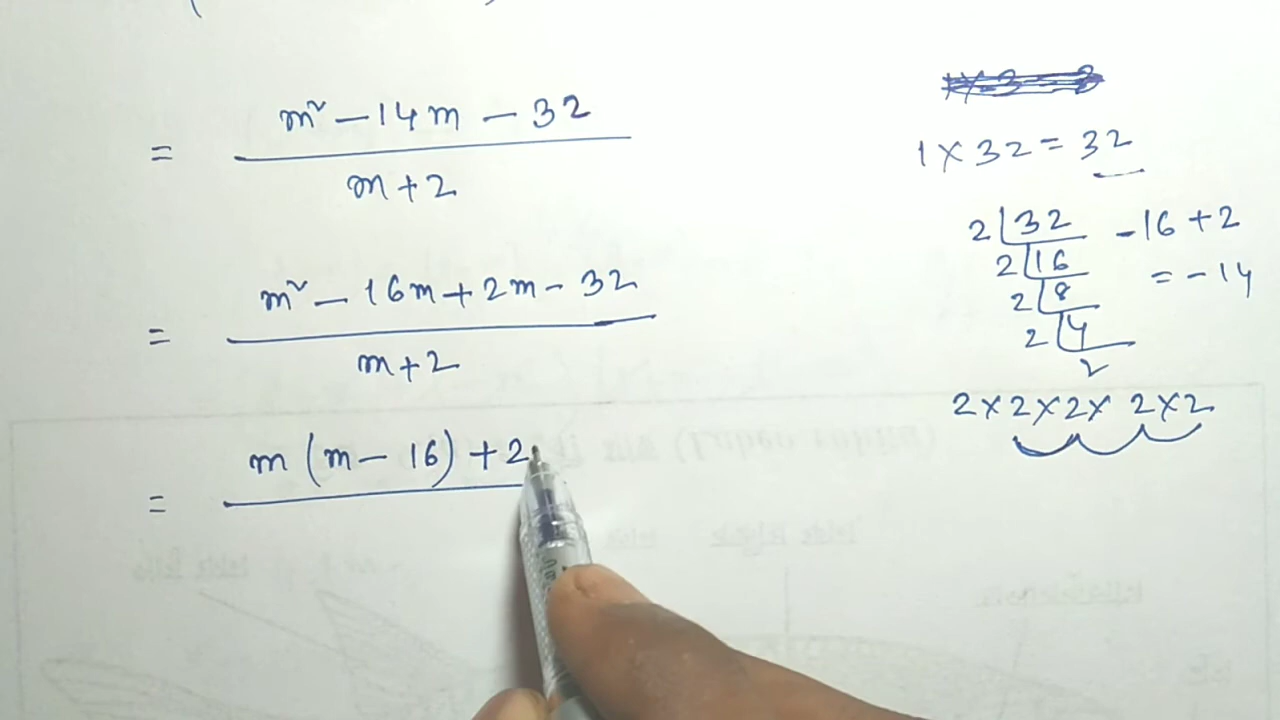 = m² - 14m - 32
m + 2
= m² - 16m + 2m - 32
m + 2
= m (m - 16) + 2
1 × 32 = 32
2 | 32
2 | 16
2 | 8
2 | 4
2
-16 + 2
= -14
2 × 2 × 2 × 2 × 2